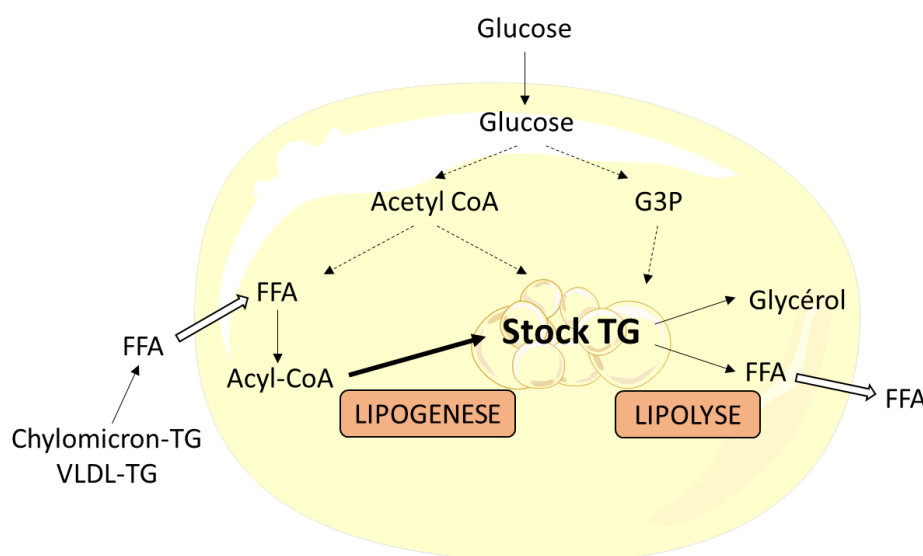 Glucose
Glucose
Acetyl CoA
G3P
FFA
Glycérol
Stock TG
FFA
Acyl-CoA
FFA
FFA
LIPOGENESE
LIPOLYSE
Chylomicron-TG
VLDL-TG